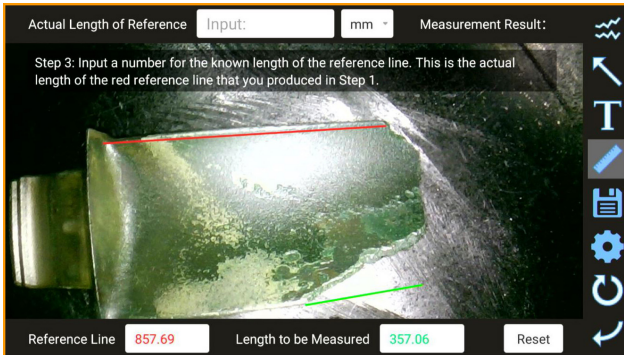 Actual Length of Reference Input: mm Measurement Result:
Step 3: Input a number for the known length of the reference line. This is the actual
length of the red reference line that you produced in Step 1.
T
Reference Line 857.69 Length to be Measured 357.06 Reset